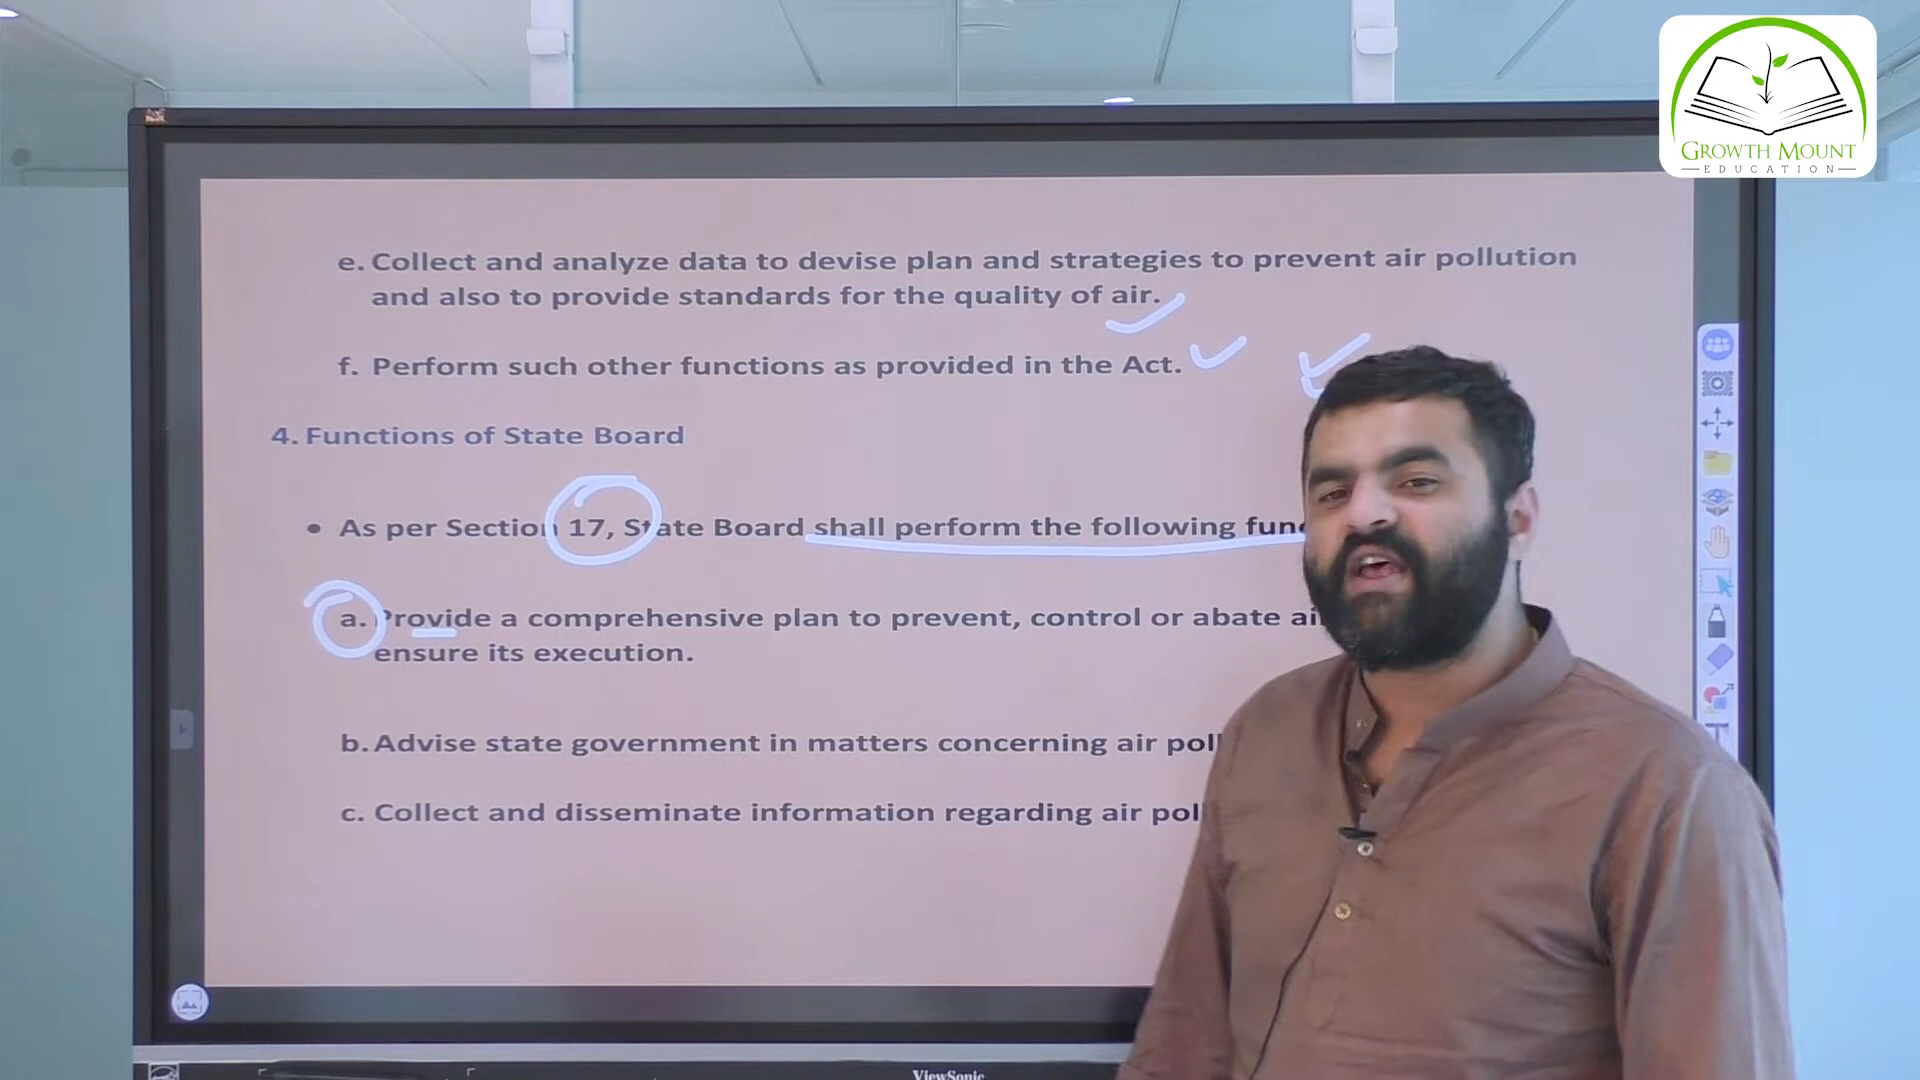 GROWTH MOUNT
EDUCATION
e. Collect and analyze data to devise plan and strategies to prevent air pollution
and also to provide standards for the quality of air.
f. Perform such other functions as provided in the Act.
4. Functions of State Board
• As per Section 17, State Board shall perform the following
a. Provide a comprehensive plan to prevent, control or abate
ensure its execution.
b. Advise state government in matters concerning air
c. Collect and disseminate information regarding air
ViewSonic